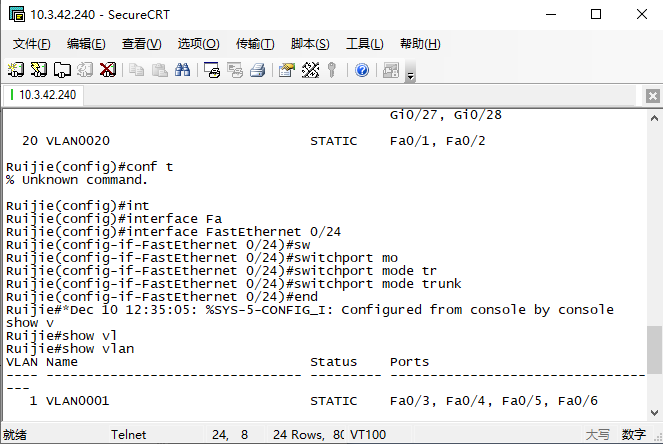 10.3.42.240 - SecureCRT
文件(F) 编辑(E) 查看(V) 选项(O) 传输(T) 脚本(S) 工具(L) 帮助(H)
10.3.42.240
Gi0/27, Gi0/28
20 VLAN0020 STATIC Fa0/1, Fa0/2
Ruijie(config)#conf t
% Unknown command.
Ruijie(config)#int
Ruijie(config)#interface Fa
Ruijie(config)#interface FastEthernet 0/24
Ruijie(config-if-FastEthernet 0/24)#sw
Ruijie(config-if-FastEthernet 0/24)#switchport mo
Ruijie(config-if-FastEthernet 0/24)#switchport mode tr
Ruijie(config-if-FastEthernet 0/24)#switchport mode trunk
Ruijie(config-if-FastEthernet 0/24)#end
Ruijie#*Dec 10 12:35:05: %SYS-5-CONFIG_I: Configured from console by console
show v
Ruijie#show vl
Ruijie#show vlan
VLAN Name Status Ports
---- -------------------------------- --------- --------------------------------
---
1 VLAN0001 STATIC Fa0/3, Fa0/4, Fa0/5, Fa0/6
就绪 Telnet 24, 8 24 Rows, 80 VT100 大写 数字